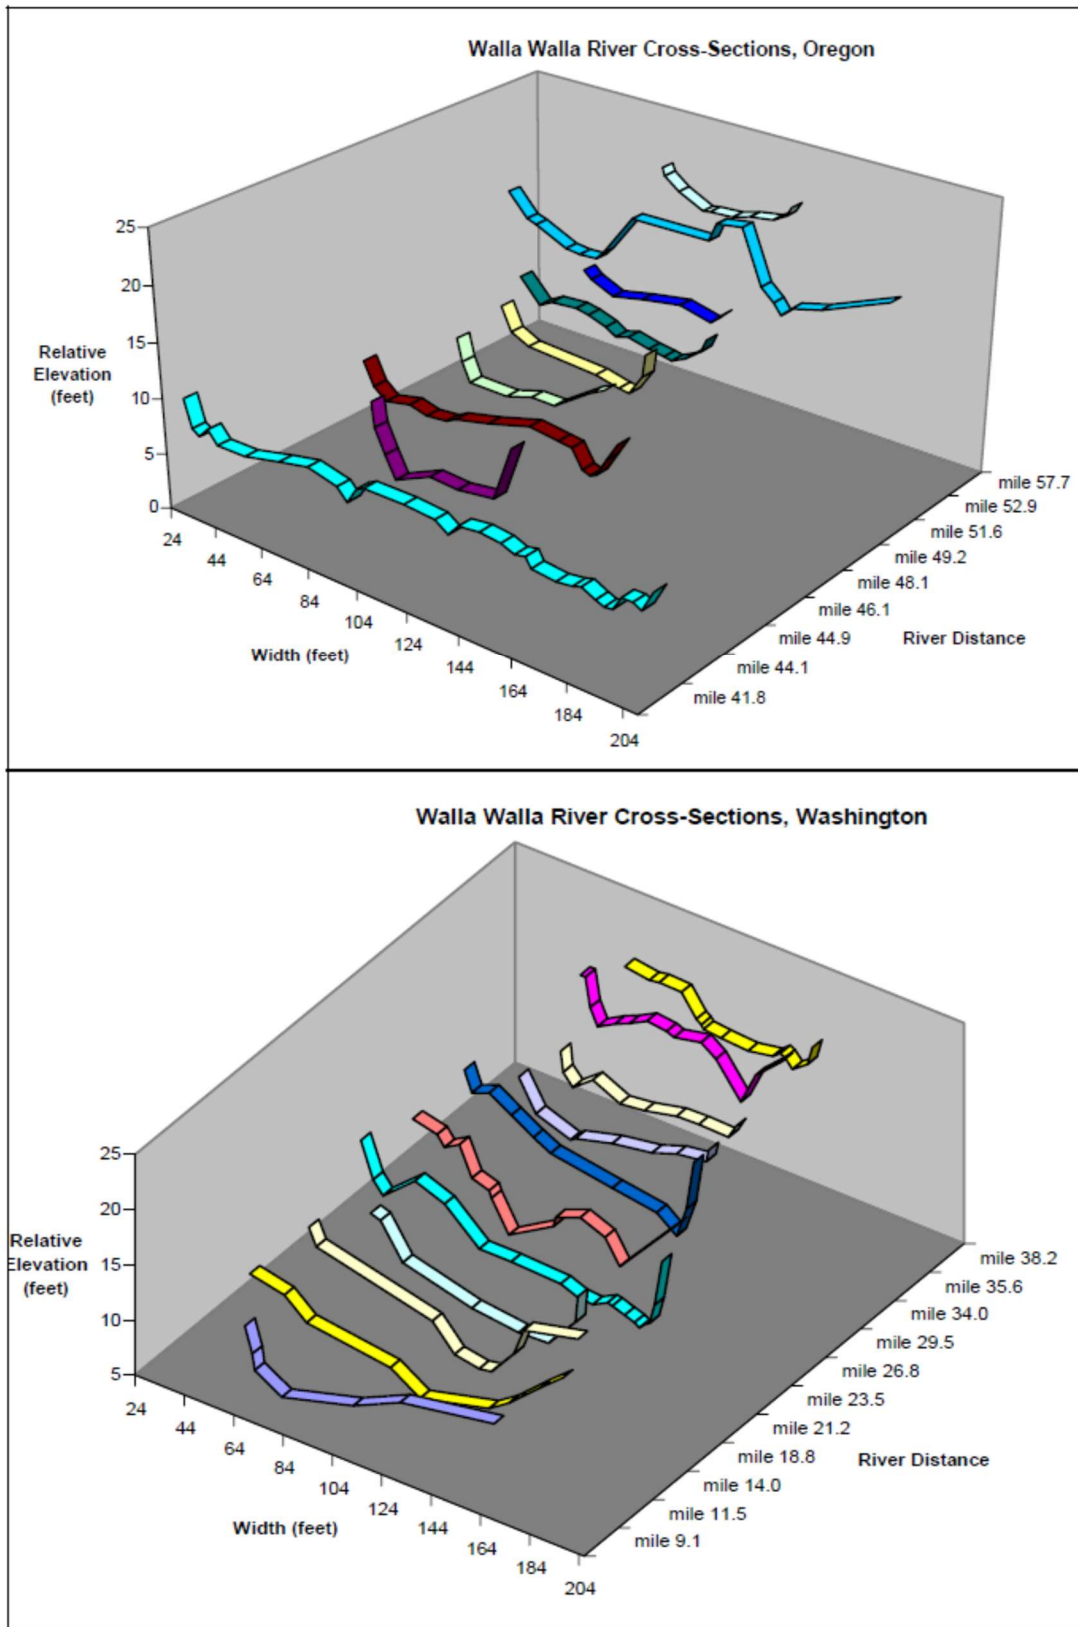 Walla Walla River Cross-Sections, Oregon
25
20
15
10
5
0
Relative
Elevation
(feet)
24
44
64
84
104
124
144
164
184
204
Width (feet)
mile 57.7
mile 52.9
mile 51.6
mile 49.2
mile 48.1
mile 46.1
mile 44.9
mile 44.1
mile 41.8
River Distance
Walla Walla River Cross-Sections, Washington
25
20
15
10
5
Relative
Elevation
(feet)
24
44
64
84
104
124
144
164
184
204
Width (feet)
mile 38.2
mile 35.6
mile 34.0
mile 29.5
mile 26.8
mile 23.5
mile 21.2
mile 18.8
mile 14.0
mile 11.5
mile 9.1
River Distance